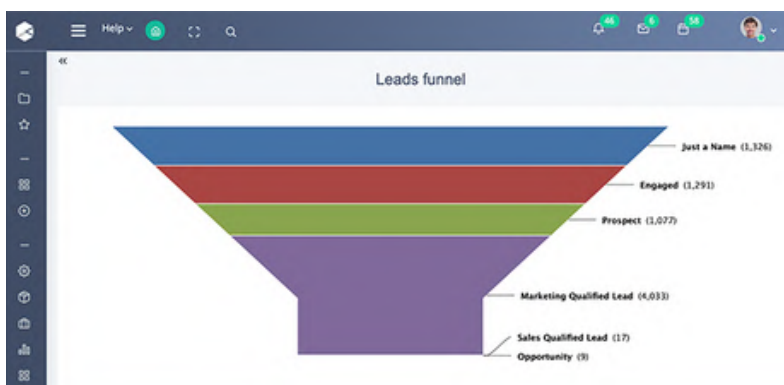 Help
46
6
58
«
Leads funnel
Just a Name (1,326)
Engaged (1,291)
Prospect (1,077)
Marketing Qualified Lead (4,033)
Sales Qualified Lead (17)
Opportunity (9)